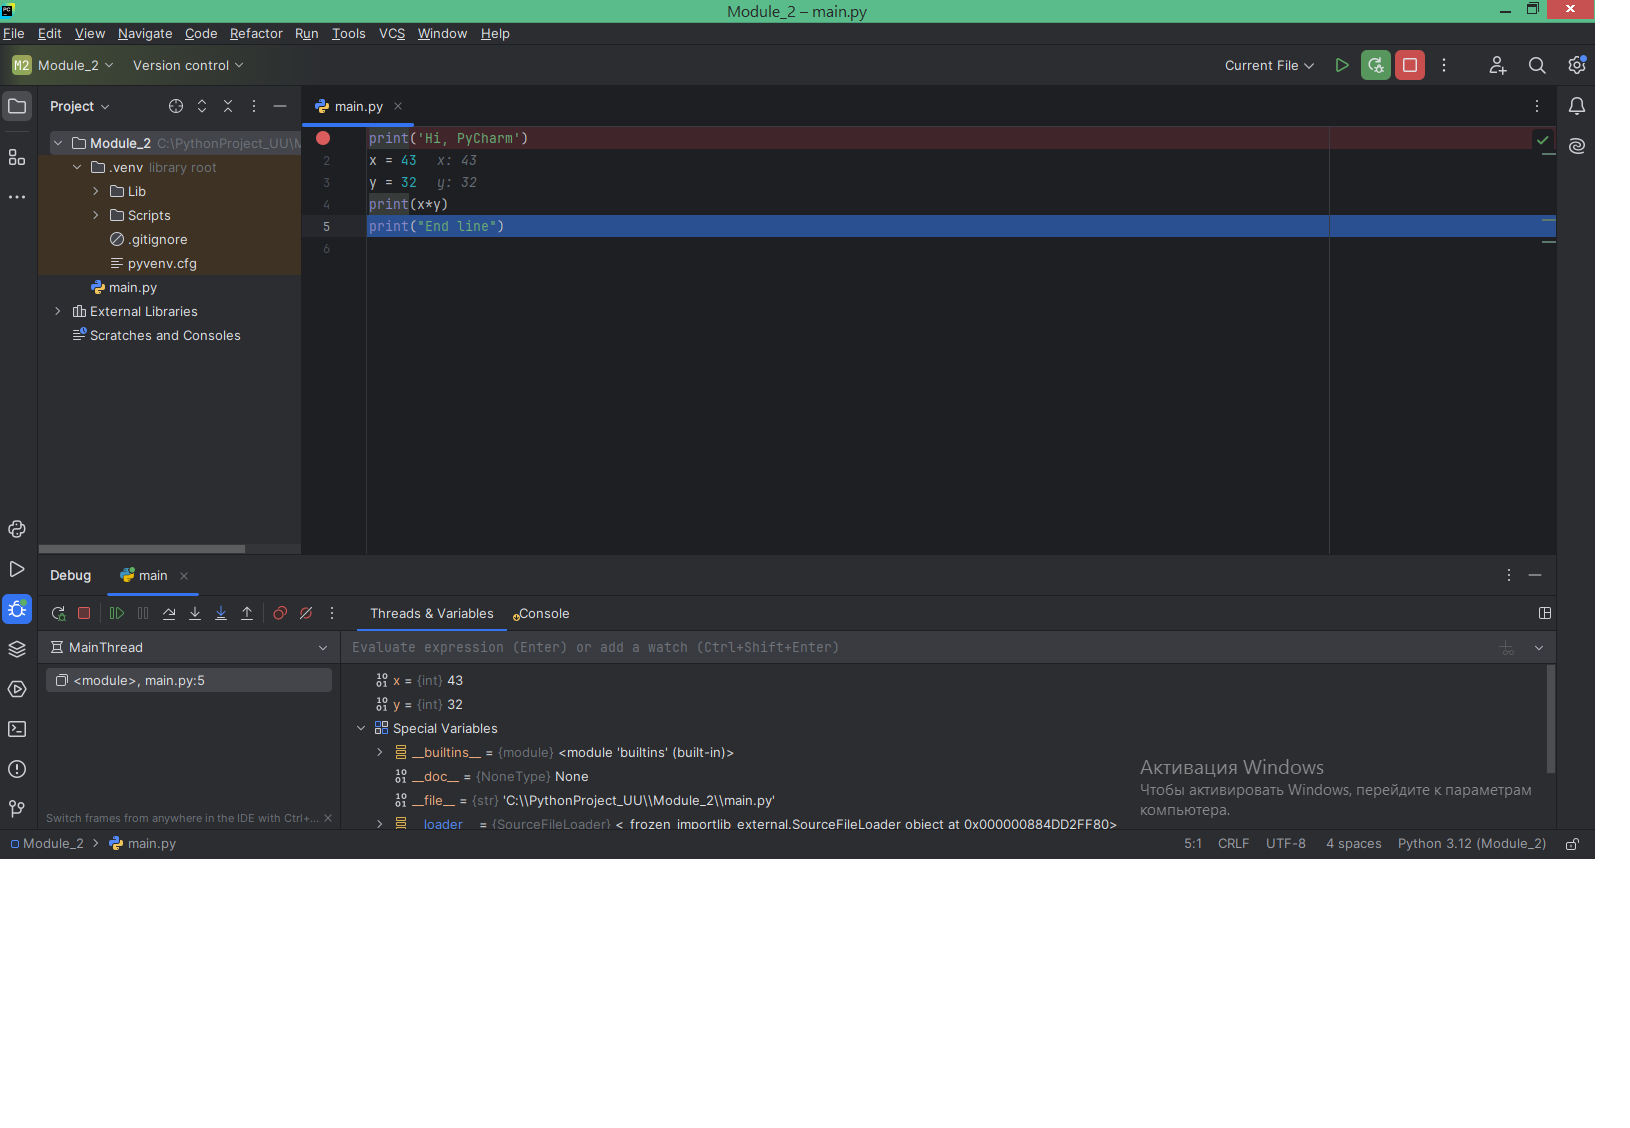 Module_2 – main.py
File Edit View Navigate Code Refactor Run Tools VCS Window Help
M2 Module_2 Version control Current File
Project
main.py
Module_2 C:\PythonProject_UU\M
.venv library root
Lib
Scripts
.gitignore
pyvenv.cfg
main.py
External Libraries
Scratches and Consoles
print('Hi, PyCharm')
2 x = 43 x: 43
3 y = 32 y: 32
4 print(x*y)
5 print("End line")
6
Debug main
Threads & Variables Console
MainThread
Evaluate expression (Enter) or add a watch (Ctrl+Shift+Enter)
<module>, main.py:5
x = {int} 43
y = {int} 32
Special Variables
__builtins__ = {module} <module 'builtins' (built-in)>
__doc__ = {NoneType} None
__file__ = {str} 'C:\\PythonProject_UU\\Module_2\\main.py'
__loader__ = {SourceFileLoader} <_frozen_importlib_external.SourceFileLoader object at 0x000000884DD2FF80>
Активация Windows
Чтобы активировать Windows, перейдите к параметрам
компьютера.
Switch frames from anywhere in the IDE with Ctrl+...
Module_2 main.py
5:1 CRLF UTF-8 4 spaces Python 3.12 (Module_2)